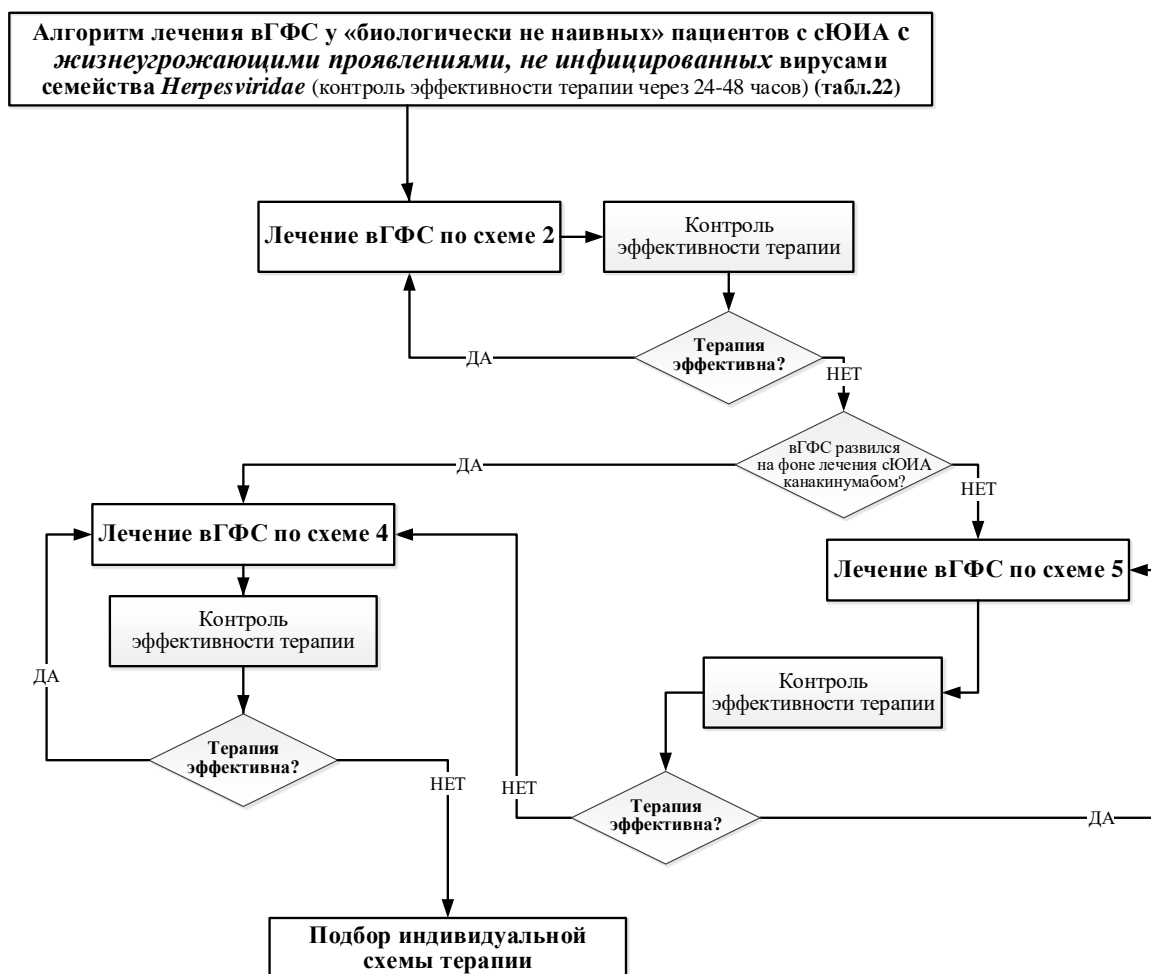 Алгоритм лечения вГФС у «биологически не наивных» пациентов с сЮИА с
жизнеугрожающими проявлениями, не инфицированных вирусами
семейства Herpesviridae (контроль эффективности терапии через 24-48 часов) (табл.22)
Лечение вГФС по схеме 2
Контроль
эффективности терапии
Терапия
эффективна?
ДА
НЕТ
вГФС развился
на фоне лечения сЮИА
канакинумабом?
ДА
НЕТ
Лечение вГФС по схеме 4
Лечение вГФС по схеме 5
Контроль
эффективности терапии
Контроль
эффективности терапии
ДА
Терапия
эффективна?
НЕТ
НЕТ
Терапия
эффективна?
ДА
Подбор индивидуальной
схемы терапии